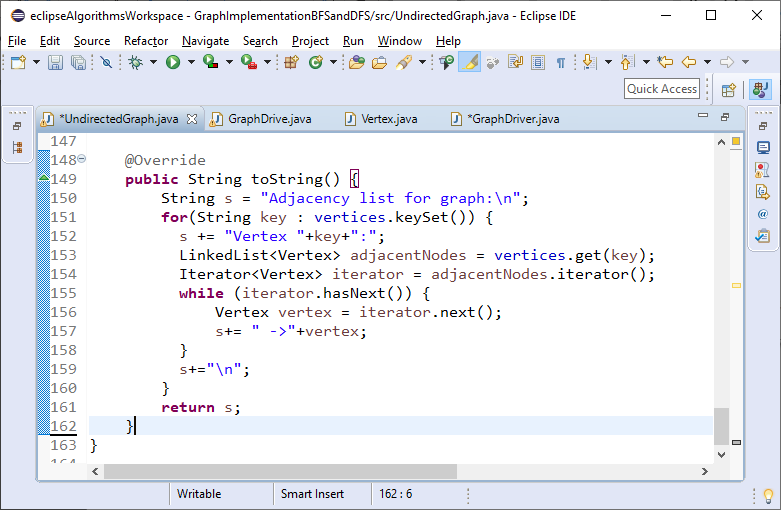 eclipseAlgorithmsWorkspace - GraphImplementationBFSandDFS/src/UndirectedGraph.java - Eclipse IDE
File Edit Source Refactor Navigate Search Project Run Window Help
Quick Access
*UndirectedGraph.java GraphDrive.java Vertex.java *GraphDriver.java
147
148 @Override
149 public String toString() {
150 String s = "Adjacency list for graph:\n";
151 for(String key : vertices.keySet()) {
152 s += "Vertex "+key+":";
153 LinkedList<Vertex> adjacentNodes = vertices.get(key);
154 Iterator<Vertex> iterator = adjacentNodes.iterator();
155 while (iterator.hasNext()) {
156 Vertex vertex = iterator.next();
157 s+= " ->"+vertex;
158 }
159 s+="\n";
160 }
161 return s;
162 }
163 }
164
Writable Smart Insert 162 : 6